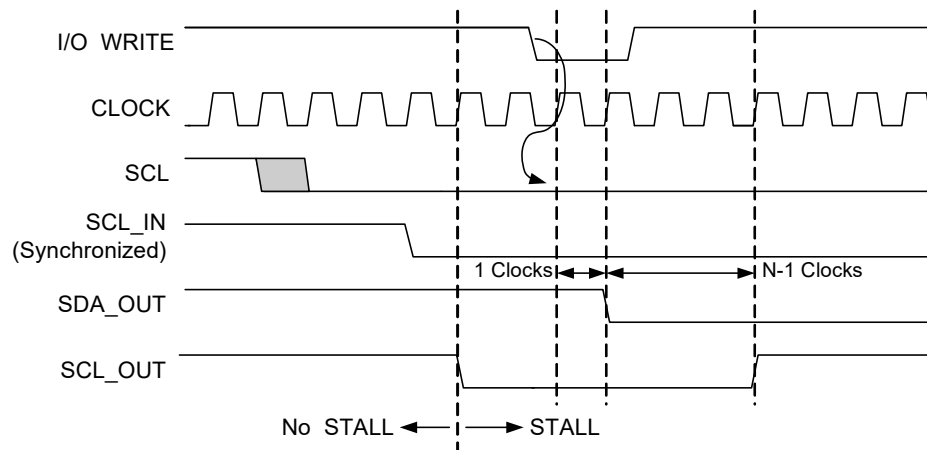 I/O WRITE
CLOCK
SCL
SCL_IN
(Synchronized)
1 Clocks
N-1 Clocks
SDA_OUT
SCL_OUT
No STALL
STALL